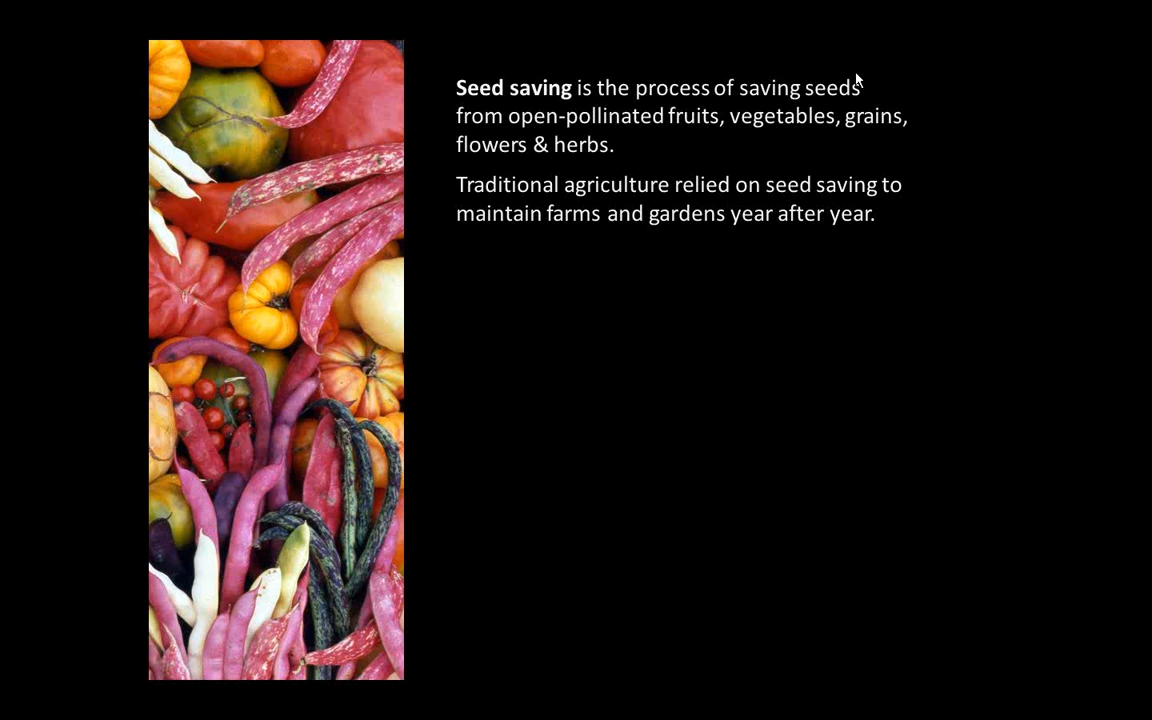 Seed saving is the process of saving seeds
from open-pollinated fruits, vegetables, grains,
flowers & herbs.
Traditional agriculture relied on seed saving to
maintain farms and gardens year after year.